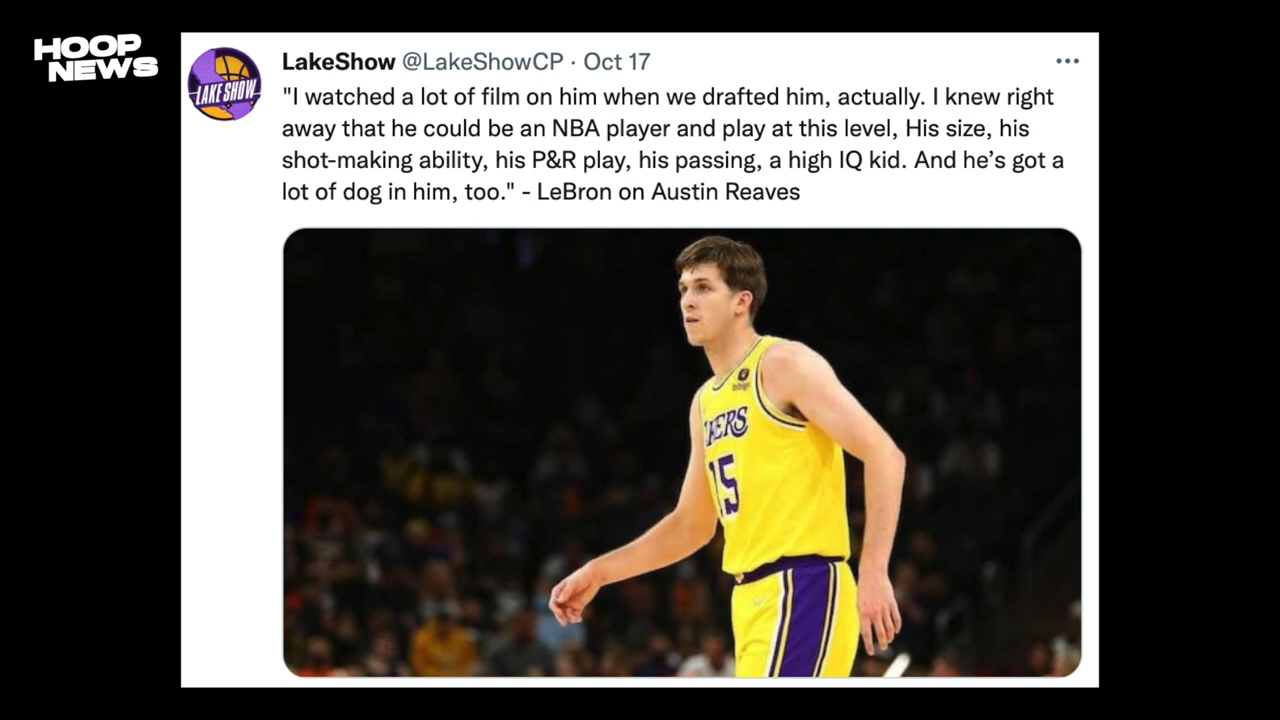 HOOP
NEWS
LakeShow @LakeShowCP · Oct 17
"I watched a lot of film on him when we drafted him, actually. I knew right
away that he could be an NBA player and play at this level, His size, his
shot-making ability, his P&R play, his passing, a high IQ kid. And he’s got a
lot of dog in him, too." - LeBron on Austin Reaves
LAKE SHOW
KERS
15